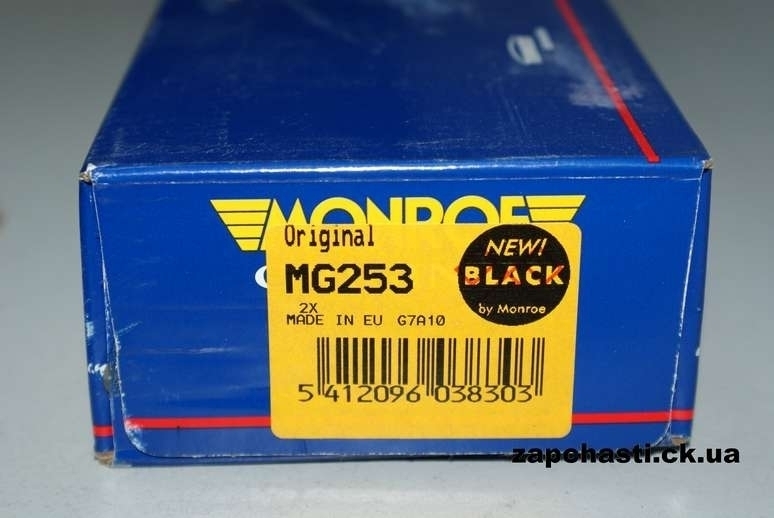 MONROE
Original
MG253
NEW!
BLACK
by Monroe
2X
MADE IN EU G7A10
5 412096 038303
zapchasti.ck.ua